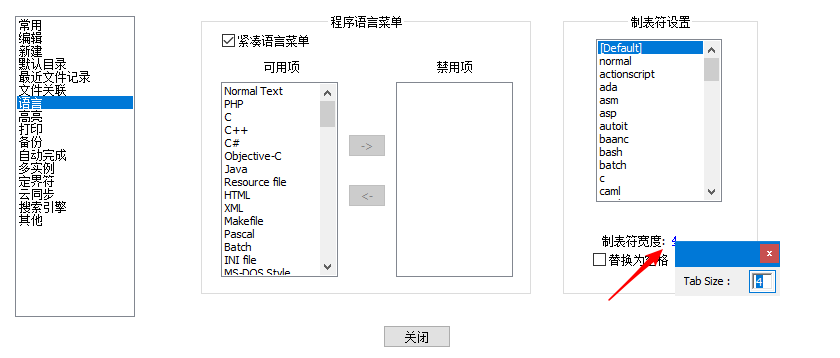 常用
编辑
新建
默认目录
最近文件记录
文件关联
语言
高亮
打印
备份
自动完成
多实例
定界符
云同步
搜索引擎
其他
程序语言菜单
紧凑语言菜单
可用项
禁用项
Normal Text
PHP
C
C++
C#
Objective-C
Java
Resource file
HTML
XML
Makefile
Pascal
Batch
INI file
MS-DOS Style
->
<-
制表符设置
[Default]
normal
actionscript
ada
asm
asp
autoit
baanc
bash
batch
c
caml
制表符宽度: 4
替换为空格
x
Tab Size :
4
关闭